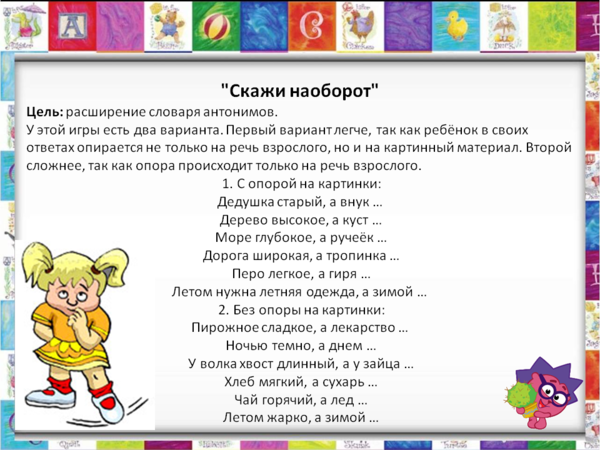 "Скажи наоборот"
Цель: расширение словаря антонимов.
У этой игры есть два варианта. Первый вариант легче, так как ребёнок в своих
ответах опирается не только на речь взрослого, но и на картинный материал. Второй
сложнее, так как опора происходит только на речь взрослого.
1. С опорой на картинки:
Дедушка старый, а внук …
Дерево высокое, а куст …
Море глубокое, а ручеёк …
Дорога широкая, а тропинка …
Перо легкое, а гиря …
Летом нужна летняя одежда, а зимой …
2. Без опоры на картинки:
Пирожное сладкое, а лекарство …
Ночью темно, а днем …
У волка хвост длинный, а у зайца …
Хлеб мягкий, а сухарь …
Чай горячий, а лед …
Летом жарко, а зимой …